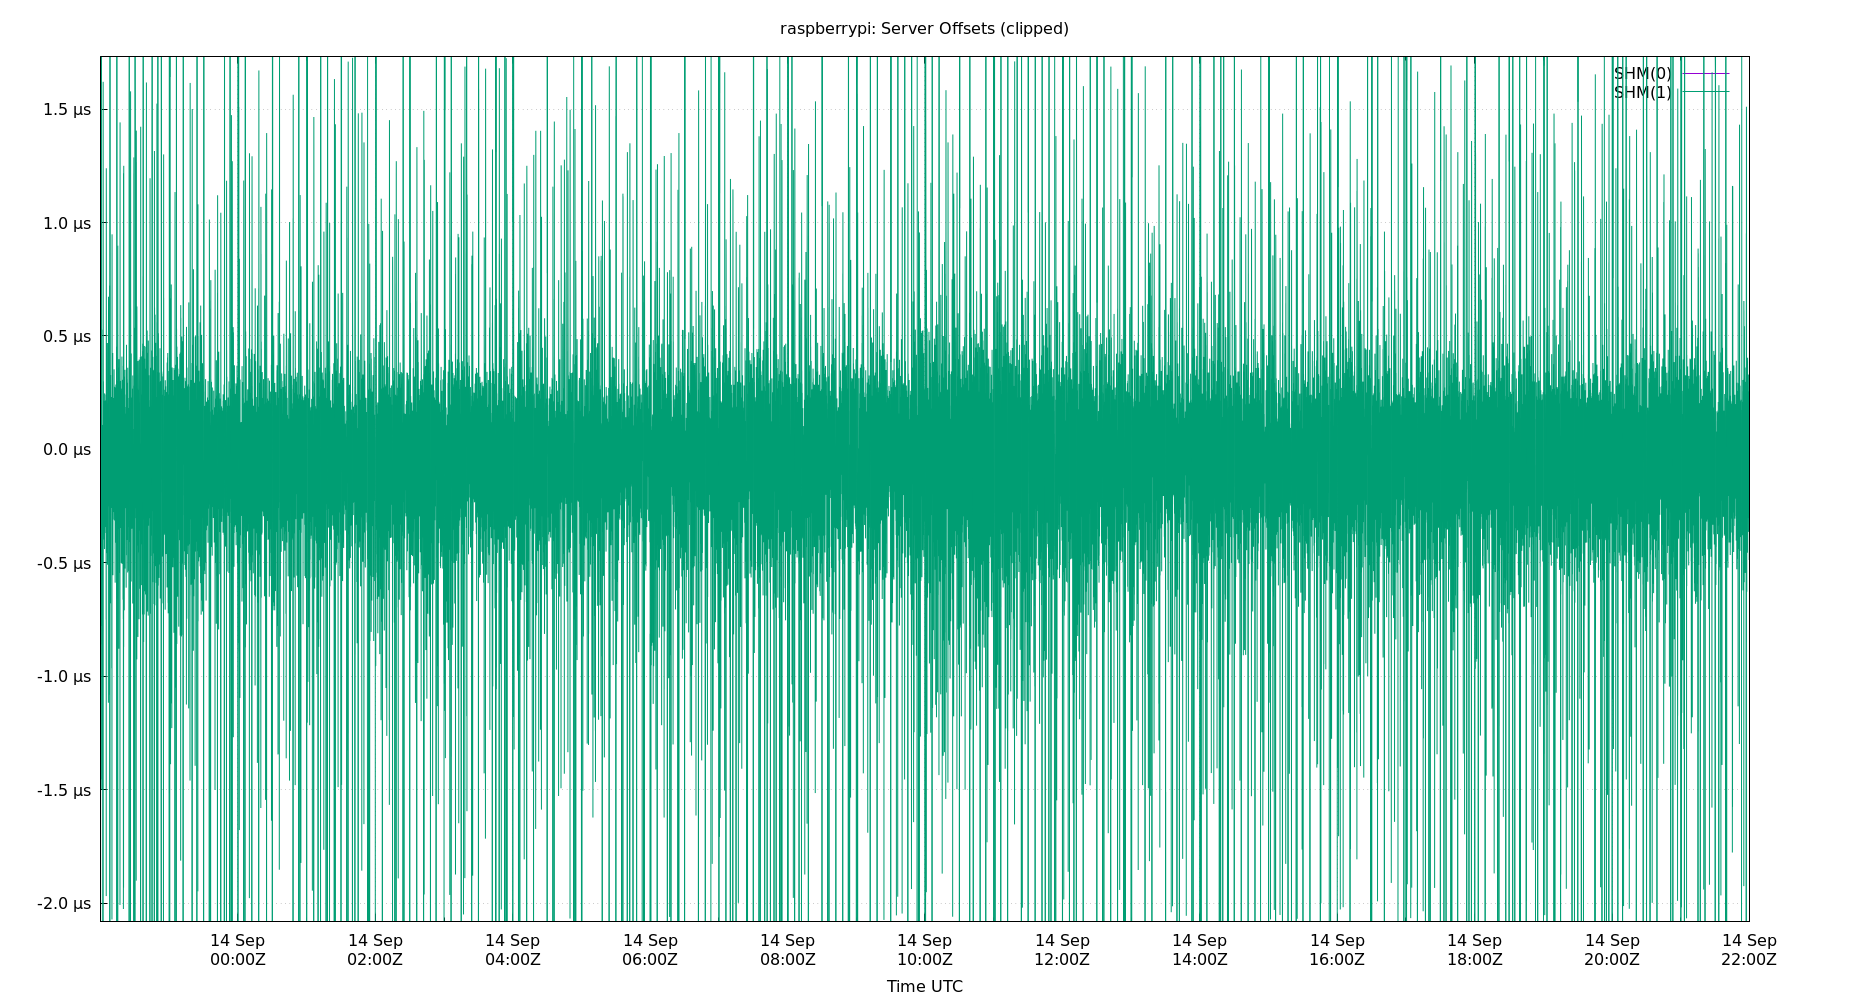 raspberrypi: Server Offsets (clipped)
SHM(0)
SHM(1)
1.5 µs
1.0 µs
0.5 µs
0.0 µs
-0.5 µs
-1.0 µs
-1.5 µs
-2.0 µs
14 Sep 14 Sep 14 Sep 14 Sep 14 Sep 14 Sep 14 Sep 14 Sep 14 Sep 14 Sep 14 Sep 14 Sep
00:00Z 02:00Z 04:00Z 06:00Z 08:00Z 10:00Z 12:00Z 14:00Z 16:00Z 18:00Z 20:00Z 22:00Z
Time UTC